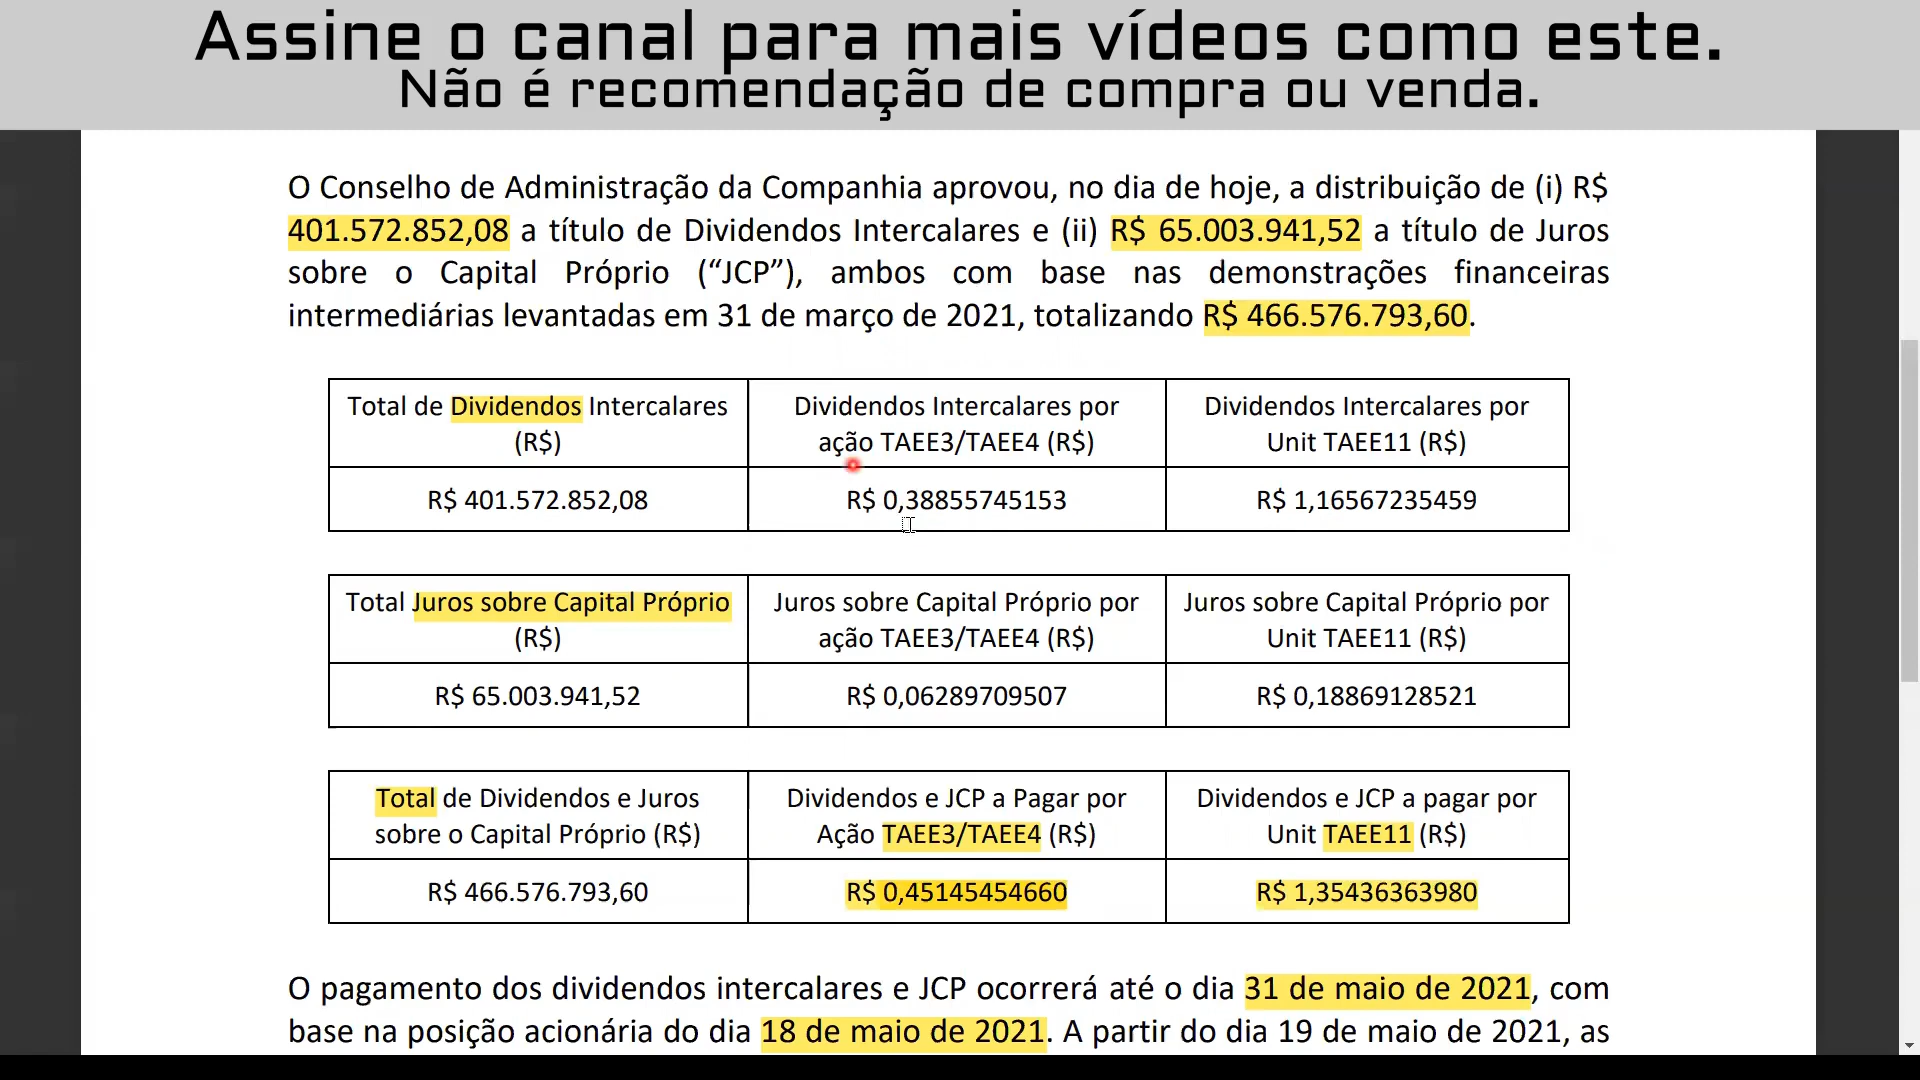 Assine o canal para mais vídeos como este.
Não é recomendação de compra ou venda.
O Conselho de Administração da Companhia aprovou, no dia de hoje, a distribuição de (i) R$
401.572.852,08 a título de Dividendos Intercalares e (ii) R$ 65.003.941,52 a título de Juros
sobre o Capital Próprio (“JCP”), ambos com base nas demonstrações financeiras
intermediárias levantadas em 31 de março de 2021, totalizando R$ 466.576.793,60.
Total de Dividendos Intercalares
(R$)
Dividendos Intercalares por
ação TAEE3/TAEE4 (R$)
Dividendos Intercalares por
Unit TAEE11 (R$)
R$ 401.572.852,08
R$ 0,38855745153
R$ 1,16567235459
Total Juros sobre Capital Próprio
(R$)
Juros sobre Capital Próprio por
ação TAEE3/TAEE4 (R$)
Juros sobre Capital Próprio por
Unit TAEE11 (R$)
R$ 65.003.941,52
R$ 0,06289709507
R$ 0,18869128521
Total de Dividendos e Juros
sobre o Capital Próprio (R$)
Dividendos e JCP a Pagar por
Ação TAEE3/TAEE4 (R$)
Dividendos e JCP a pagar por
Unit TAEE11 (R$)
R$ 466.576.793,60
R$ 0,45145454660
R$ 1,35436363980
O pagamento dos dividendos intercalares e JCP ocorrerá até o dia 31 de maio de 2021, com
base na posição acionária do dia 18 de maio de 2021. A partir do dia 19 de maio de 2021, as